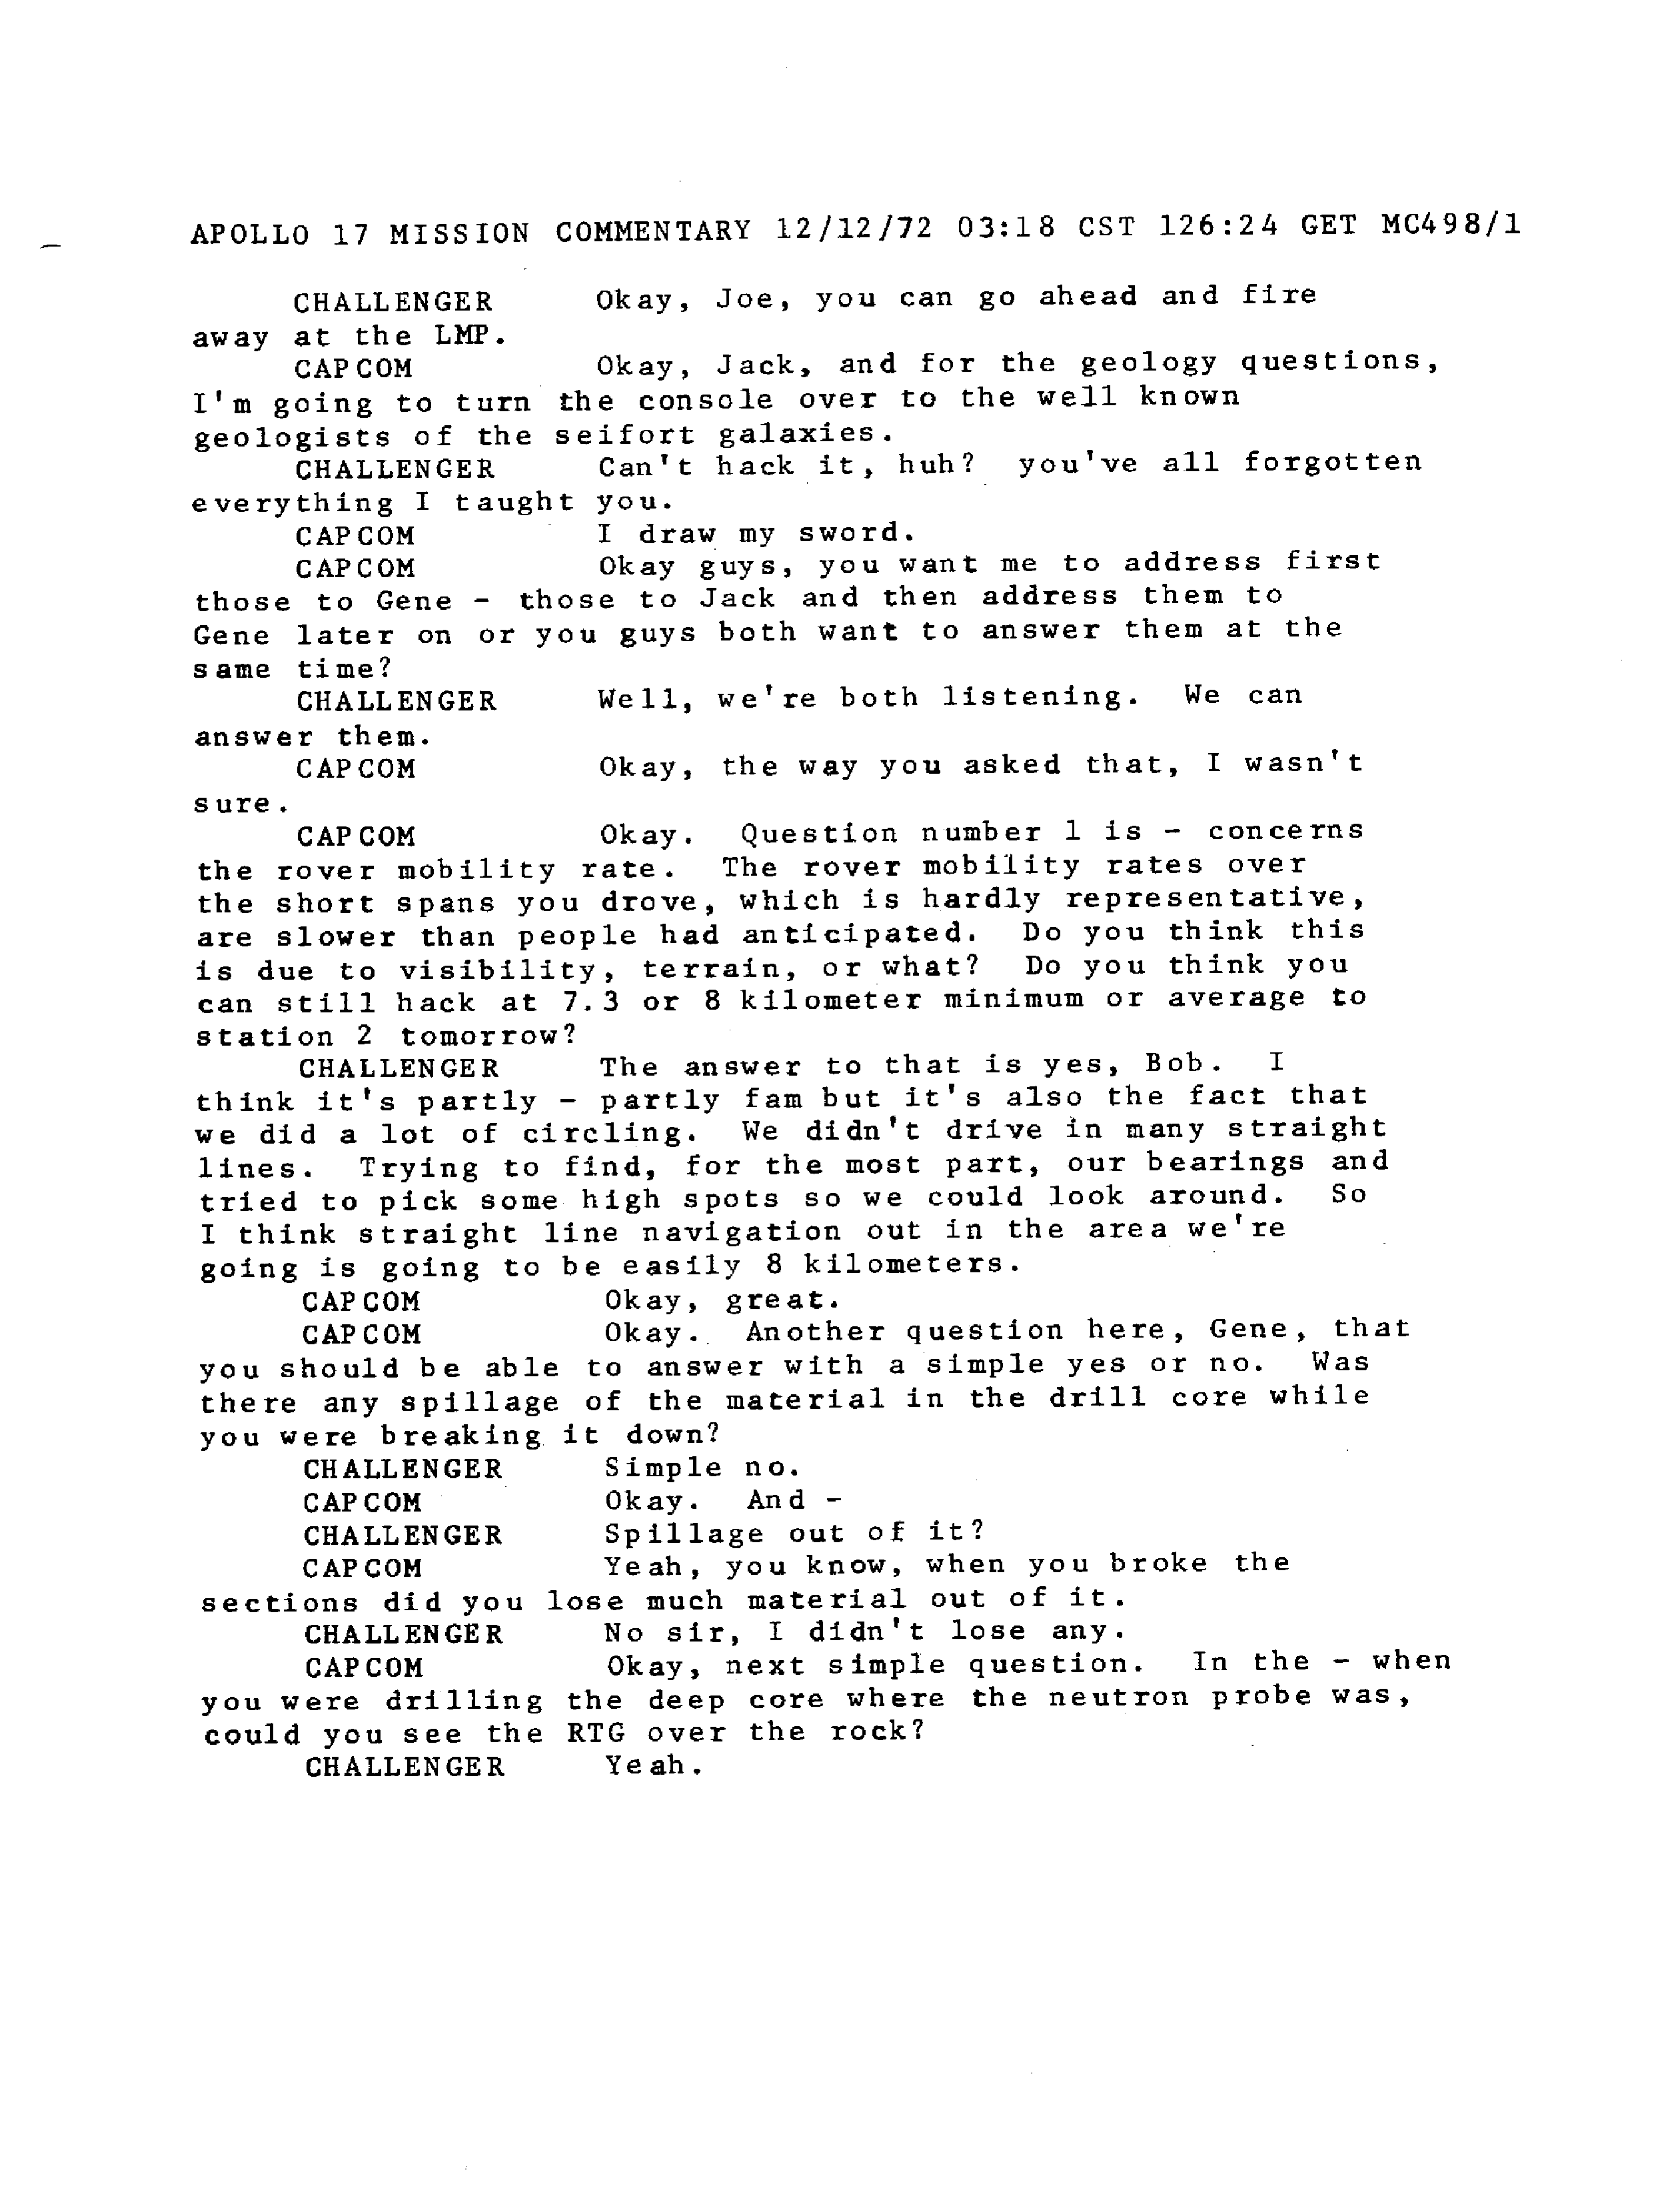 APOLLO 17 MISSION COMMENTARY 12/12/72 03:18 CST 126:24 GET MC498/1
CHALLENGER Okay, Joe, you can go ahead and fire
away at the LMP.
CAPCOM Okay, Jack, and for the geology questions,
I'm going to turn the console over to the well known
geologists of the seifort galaxies.
CHALLENGER Can't hack it, huh? you've all forgotten
everything I taught you.
CAPCOM I draw my sword.
CAPCOM Okay guys, you want me to address first
those to Gene - those to Jack and then address them to
Gene later on or you guys both want to answer them at the
same time?
CHALLENGER Well, we're both listening. We can
answer them.
CAPCOM Okay, the way you asked that, I wasn't
sure.
CAPCOM Okay. Question number 1 is - concerns
the rover mobility rate. The rover mobility rates over
the short spans you drove, which is hardly representative,
are slower than people had anticipated. Do you think this
is due to visibility, terrain, or what? Do you think you
can still hack at 7.3 or 8 kilometer minimum or average to
station 2 tomorrow?
CHALLENGER The answer to that is yes, Bob. I
think it's partly - partly fam but it's also the fact that
we did a lot of circling. We didn't drive in many straight
lines. Trying to find, for the most part, our bearings and
tried to pick some high spots so we could look around. So
I think straight line navigation out in the area we're
going is going to be easily 8 kilometers.
CAPCOM Okay, great.
CAPCOM Okay. Another question here, Gene, that
you should be able to answer with a simple yes or no. Was
there any spillage of the material in the drill core while
you were breaking it down?
CHALLENGER Simple no.
CAPCOM Okay. And -
CHALLENGER Spillage out of it?
CAPCOM Yeah, you know, when you broke the
sections did you lose much material out of it.
CHALLENGER No sir, I didn't lose any.
CAPCOM Okay, next simple question. In the - when
you were drilling the deep core where the neutron probe was,
could you see the RTG over the rock?
CHALLENGER Yeah.